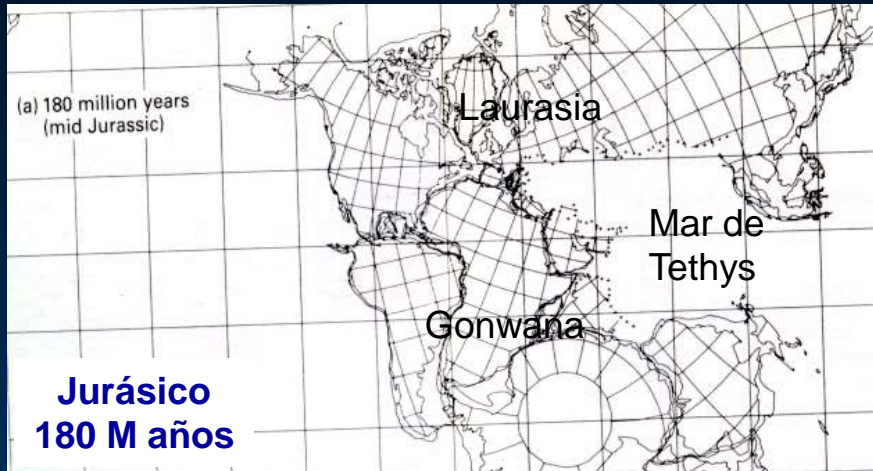 (a) 180 million years
(mid Jurassic)
Laurasia
Mar de
Tethys
Gonwana
Jurásico
180 M años